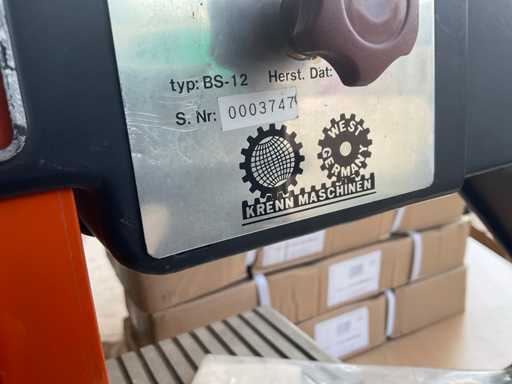 typ: BS-12 Herst. Dat:
S. Nr: 0003747
WEST GERMANY
KRENN MASCHINEN